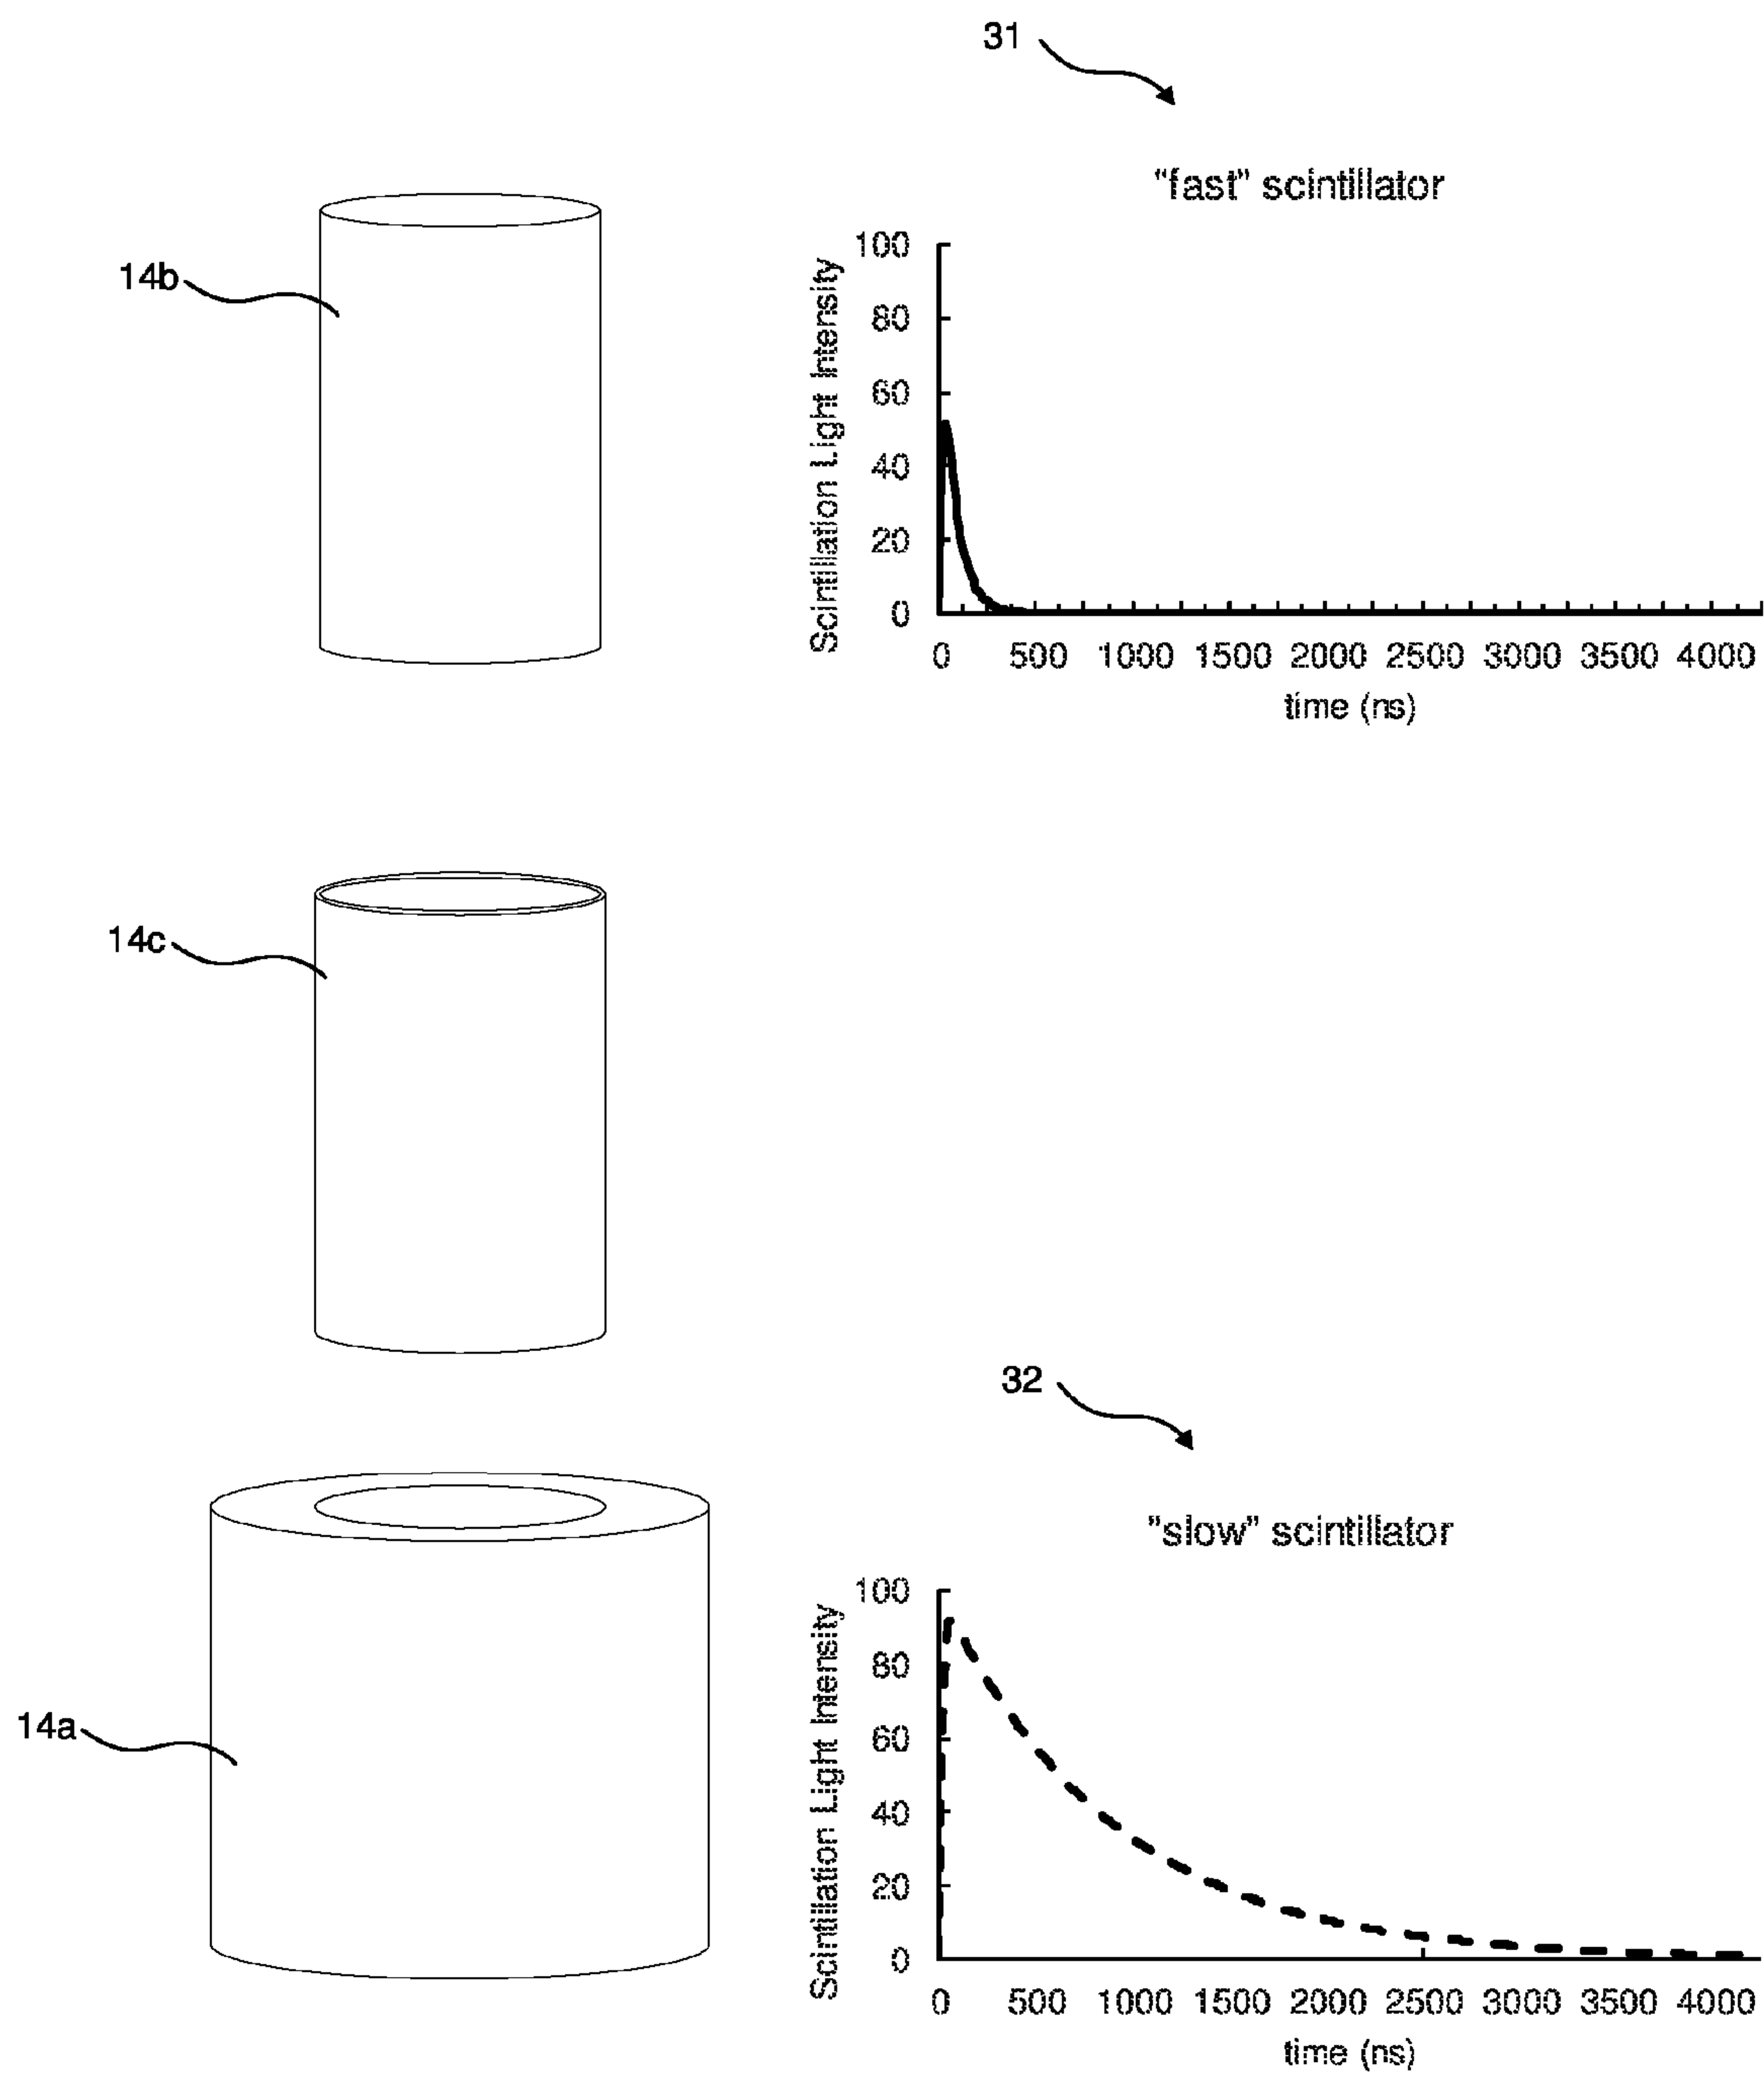 31
"fast" scintillator
14b
Scintillation Light Intensity
100
80
60
40
20
0
0 500 1000 1500 2000 2500 3000 3500 4000
time (ns)
14c
32
"slow" scintillator
14a
Scintillation Light Intensity
100
80
60
40
20
0
0 500 1000 1500 2000 2500 3000 3500 4000
time (ns)